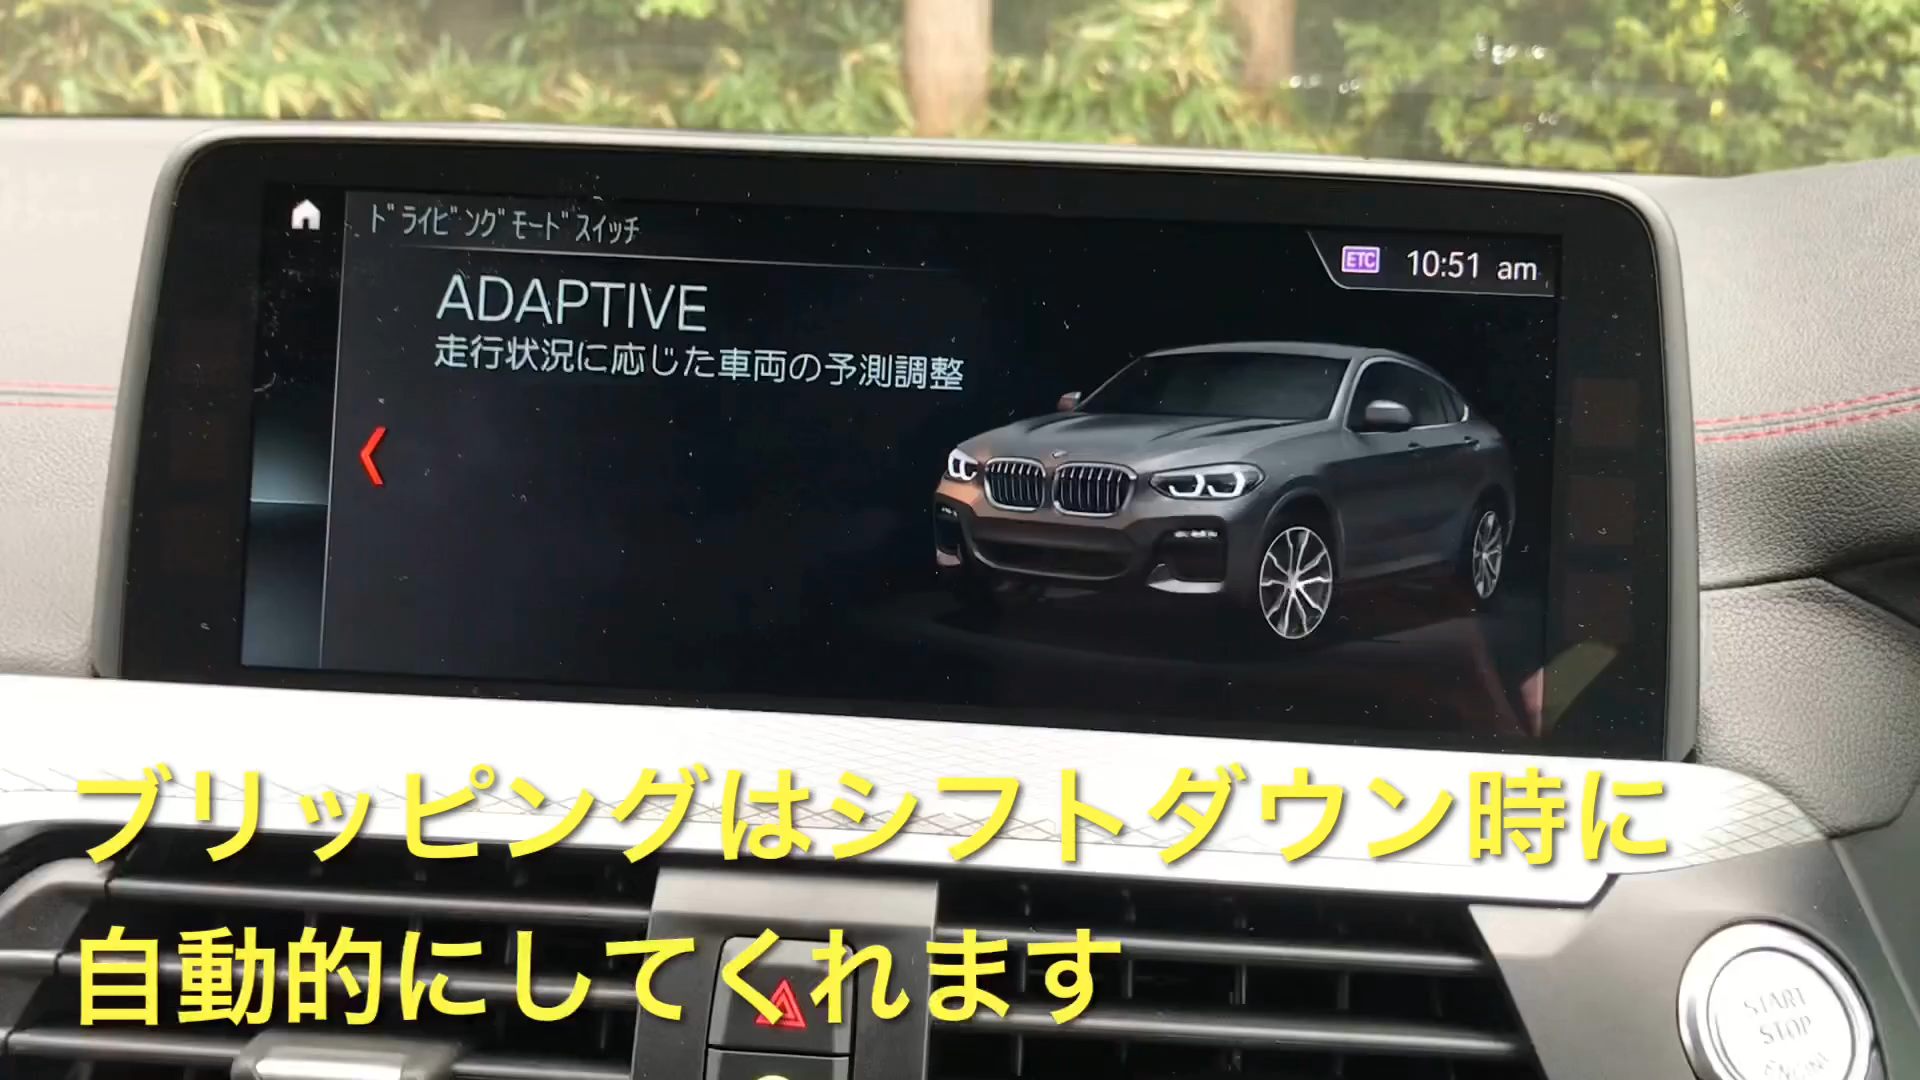 ﾄﾞﾗｲﾋﾞﾝｸﾞﾓｰﾄﾞｽｲｯﾁ
ETC 10:51 am
ADAPTIVE
走行状況に応じた車両の予測調整
ブリッピングはシフトダウン時に
自動的にしてくれます
START
STOP
ENGINE